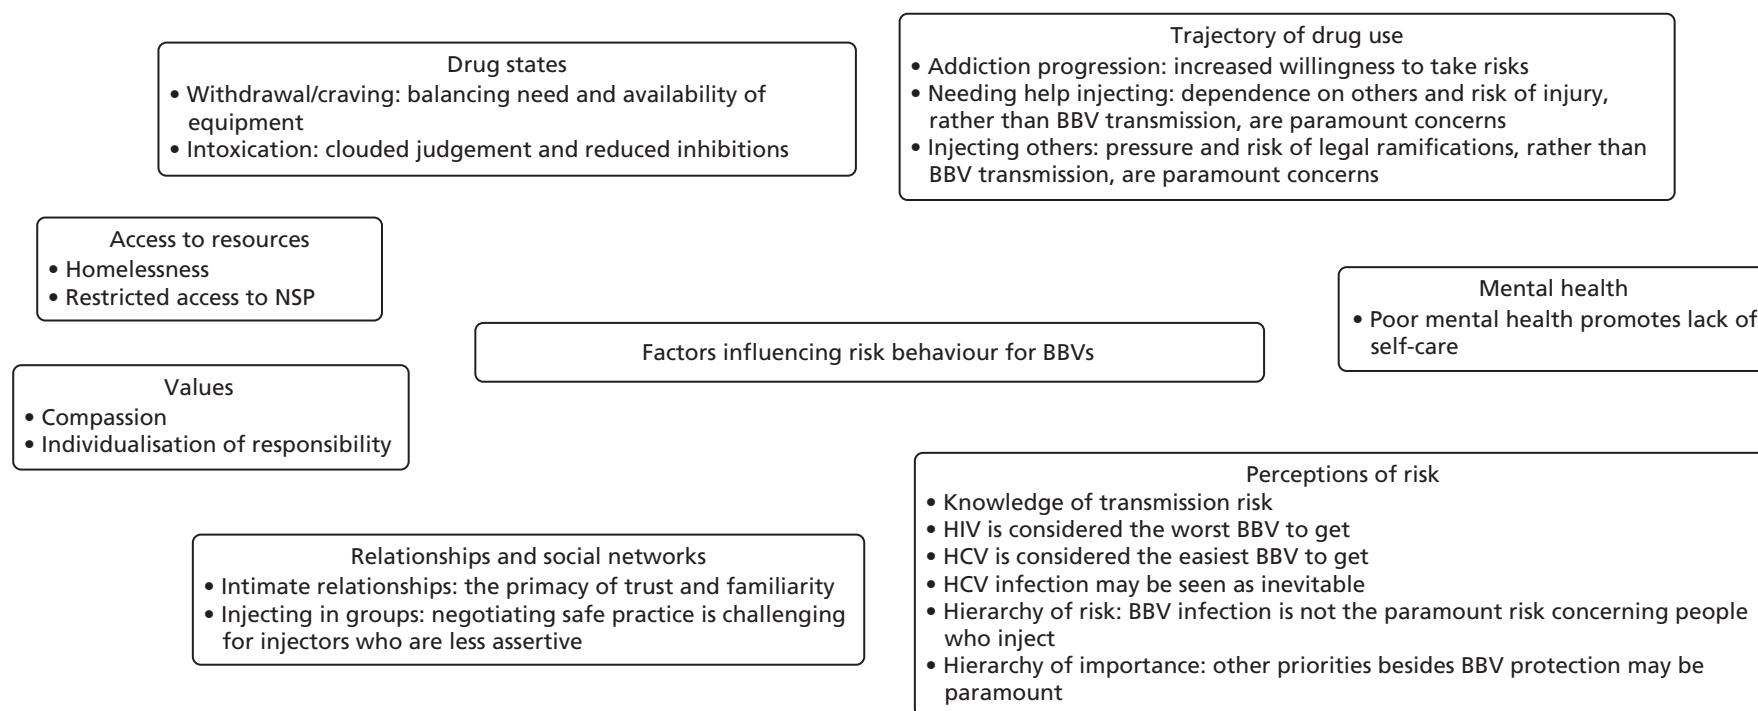 Drug states
• Withdrawal/craving: balancing need and availability of
equipment
• Intoxication: clouded judgement and reduced inhibitions
Trajectory of drug use
• Addiction progression: increased willingness to take risks
• Needing help injecting: dependence on others and risk of injury,
rather than BBV transmission, are paramount concerns
• Injecting others: pressure and risk of legal ramifications, rather than
BBV transmission, are paramount concerns
Access to resources
• Homelessness
• Restricted access to NSP
Mental health
• Poor mental health promotes lack of
self-care
Factors influencing risk behaviour for BBVs
Values
• Compassion
• Individualisation of responsibility
Relationships and social networks
• Intimate relationships: the primacy of trust and familiarity
• Injecting in groups: negotiating safe practice is challenging
for injectors who are less assertive
Perceptions of risk
• Knowledge of transmission risk
• HIV is considered the worst BBV to get
• HCV is considered the easiest BBV to get
• HCV infection may be seen as inevitable
• Hierarchy of risk: BBV infection is not the paramount risk concerning people
who inject
• Hierarchy of importance: other priorities besides BBV protection may be
paramount